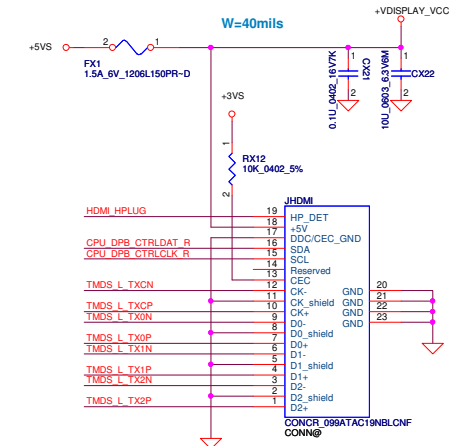 W=40mils
+VDISPLAY_VCC
+5VS
2
1
FX1
1.5A_6V_1206L150PR~D
0.1U_0402_16V7K
CX21
1
2
10U_0603_6.3V6M
CX22
1
2
+3VS
1
RX12
10K_0402_5%
2
JHDMI
HDMI_HPLUG 19 HP_DET
18 +5V
17 DDC/CEC_GND
CPU_DPB_CTRLDAT_R 16 SDA
CPU_DPB_CTRLCLK_R 15 SCL
14 Reserved
13 CEC
TMDS_L_TXCN 12 CK- GND 20
11 CK_shield GND 21
TMDS_L_TXCP 10 CK+ GND 22
TMDS_L_TX0N 9 D0- GND 23
8 D0_shield
TMDS_L_TX0P 7 D0+
TMDS_L_TX1N 6 D1-
5 D1_shield
TMDS_L_TX1P 4 D1+
TMDS_L_TX2N 3 D2-
2 D2_shield
TMDS_L_TX2P 1 D2+
CONCR_099ATAC19NBLCNF
CONN@